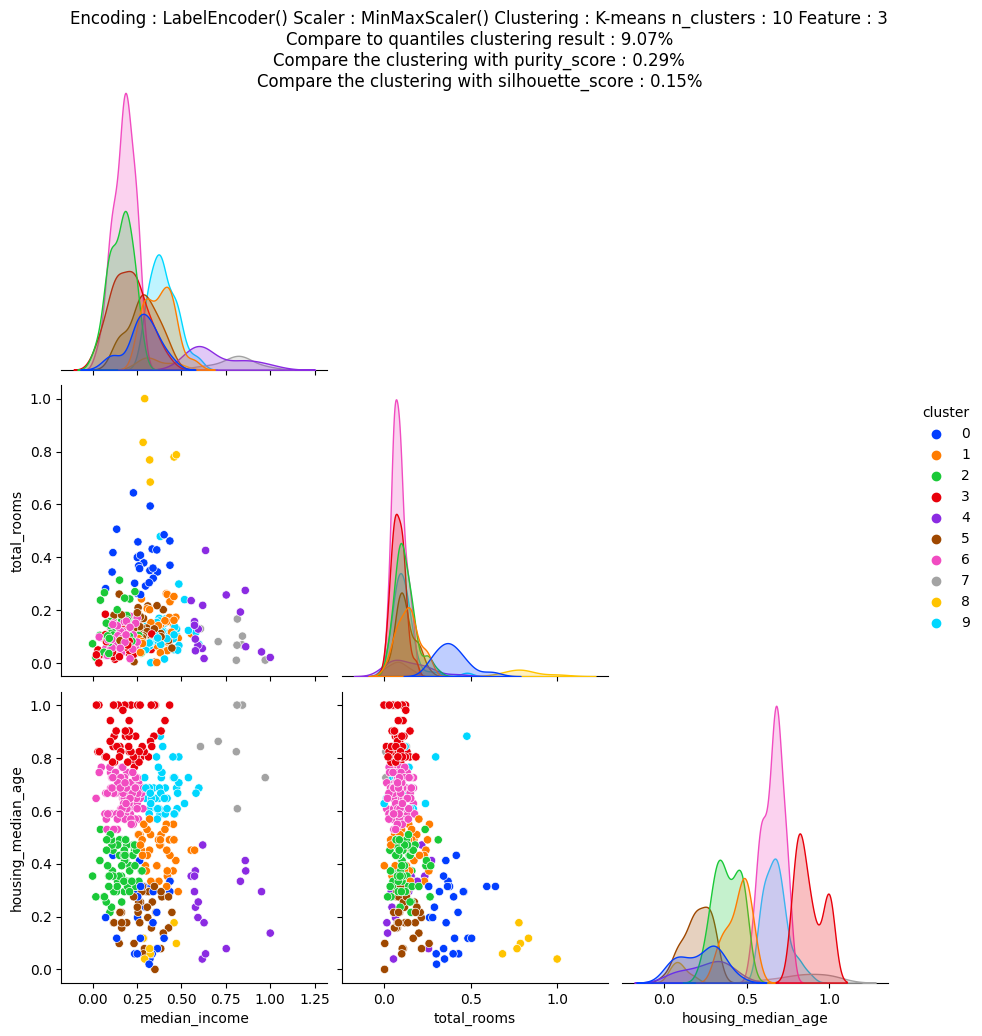 Encoding : LabelEncoder() Scaler : MinMaxScaler() Clustering : K-means n_clusters : 10 Feature : 3
Compare to quantiles clustering result : 9.07%
Compare the clustering with purity_score : 0.29%
Compare the clustering with silhouette_score : 0.15%
1.0
0.8
0.6
0.4
0.2
0.0
total_rooms
cluster
0
1
2
3
4
5
6
7
8
9
1.0
0.8
0.6
0.4
0.2
0.0
housing_median_age
0.00 0.25 0.50 0.75 1.00 1.25
median_income
0.0 0.5 1.0
total_rooms
0.0 0.5 1.0
housing_median_age